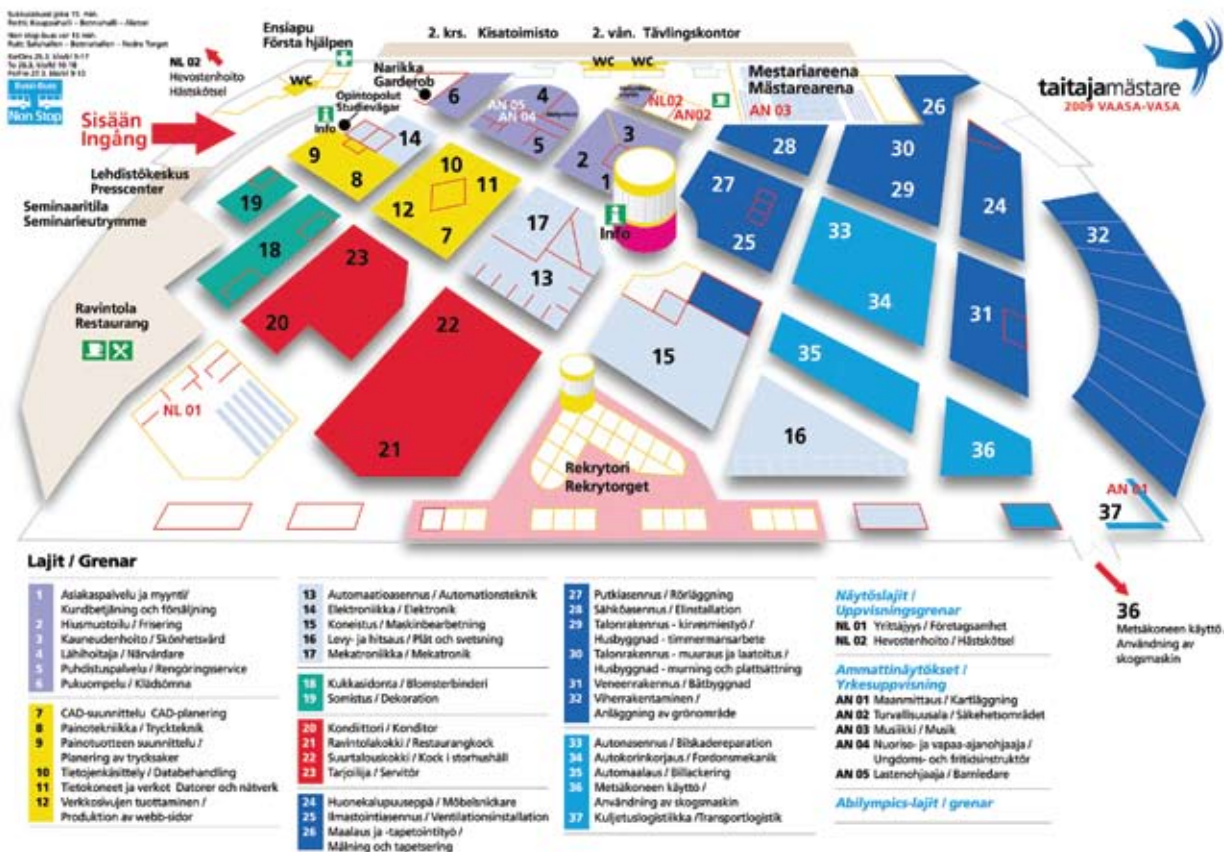 Non Stop
NL 02
Hevostenhoito
Hästskötsel
Sisään
Ingång
Ensiapu
Första hjälpen
WC
2. krs. Kisatoimisto 2. vån. Tävlingskontor
WC WC
Narikka
Garderob
Opintopolut
Studievägar
Info
Mestariareena
Mästarearena
AN 03
NL02
AN02
AN 05
AN 04
taitajamästare
2009 VAASA-VASA
Lehdistökeskus
Presscenter
Seminaaritila
Seminarieutrymme
Ravintola
Restaurang
NL 01
Info
6
4
5
3
2
1
14
9
8
10
11
12
7
19
18
23
20
22
21
17
13
15
16
26
28
30
29
27
25
24
33
34
32
31
35
36
Rekrytori
Rekrytorget
AN 01
37
36
Metsäkoneen käyttö
Användning av
skogsmaskin
Lajit / Grenar
1 Asiakaspalvelu ja myynti/
Kundbetjäning och försäljning
2 Hiusmuotoilu / Frisering
3 Kauneudenhoito / Skönhetsvård
4 Lähihoitaja / Närvårdare
5 Puhdistuspalvelu / Rengöringservice
6 Pukuompelu / Klädsömna
7 CAD-suunnittelu CAD-planering
8 Painotekniikka / Tryckteknik
9 Painotuotteen suunnittelu /
Planering av trycksaker
10 Tietojenkäsittely / Databehandling
11 Tietokoneet ja verkot Datorer och nätverk
12 Verkkosivujen tuottaminen /
Produktion av webb-sidor
13 Automaatioasennus / Automationsteknik
14 Elektroniikka / Elektronik
15 Koneistus / Maskinbearbetning
16 Levy- ja hitsaus / Plåt och svetsning
17 Mekatroniikka / Mekatronik
18 Kukkasidonta / Blomsterbinderi
19 Somistus / Dekoration
20 Kondiittori / Konditor
21 Ravintolakokki / Restaurangkock
22 Suurtalouskokki / Kock i storhushåll
23 Tarjoilija / Servitör
24 Huonekalupuuseppä / Möbelsnickare
25 Ilmastointiasennus / Ventilationsinstallation
26 Maalaus ja -tapetointityö /
Målning och tapetsering
27 Putkiasennus / Rörläggning
28 Sähköasennus / Elinstallation
29 Talonrakennus - kirvesmiestyö /
Husbyggnad - timmermansarbete
30 Talonrakennus - muuraus ja laatoitus /
Husbyggnad - murning och plattsättning
31 Veneenrakennus / Båtbyggnad
32 Viherrakentaminen /
Anläggning av grönområde
33 Autoasennus / Bilskadereparation
34 Autokorinkorjaus / Fordonsmekanik
35 Automaalaus / Billackering
36 Metsäkoneen käyttö /
Användning av skogsmaskin
37 Kuljetuslogistiikka /Transportlogistik
Näytöslajit /
Uppvisningsgrenar
NL 01 Yrittäjyys / Företagsamhet
NL 02 Hevostenhoito / Hästskötsel
Ammattinäytökset /
Yrkesuppvisning
AN 01 Maanmittaus / Kartläggning
AN 02 Turvallisuusala / Säkehetsområdet
AN 03 Musiikki / Musik
AN 04 Nuoriso- ja vapaa-ajanohjaaja /
Ungdoms- och fritidsinstruktör
AN 05 Lastenohjaaja / Barnledare
Abilympics-lajit / grenar